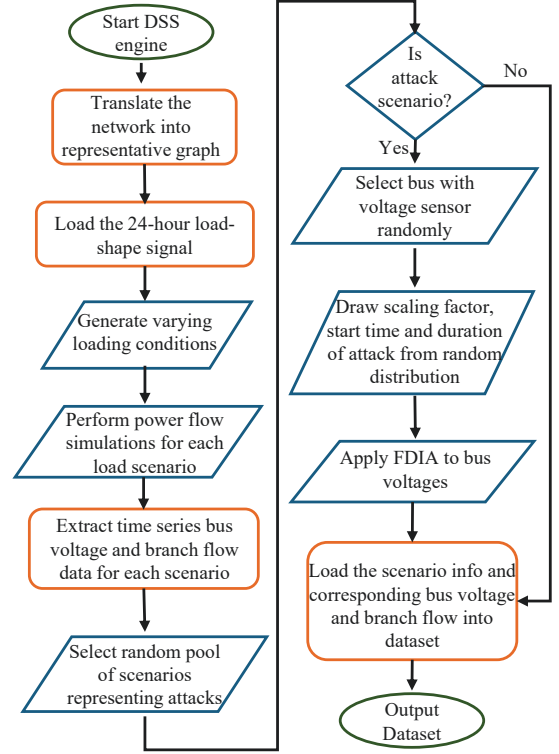 Start DSS
engine
Translate the
network into
representative graph
Load the 24-hour load-
shape signal
Generate varying
loading conditions
Perform power flow
simulations for each
load scenario
Extract time series bus
voltage and branch flow
data for each scenario
Select random pool
of scenarios
representing attacks
Is
attack
scenario?
No
Yes
Select bus with
voltage sensor
randomly
Draw scaling factor,
start time and duration
of attack from random
distribution
Apply FDIA to bus
voltages
Load the scenario info and
corresponding bus voltage
and branch flow into
dataset
Output
Dataset